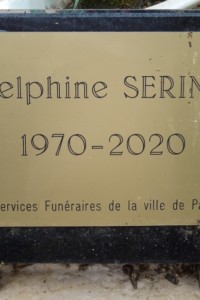 elphine SERIN
1970-2020
ervices Funéraires de la ville de Pa